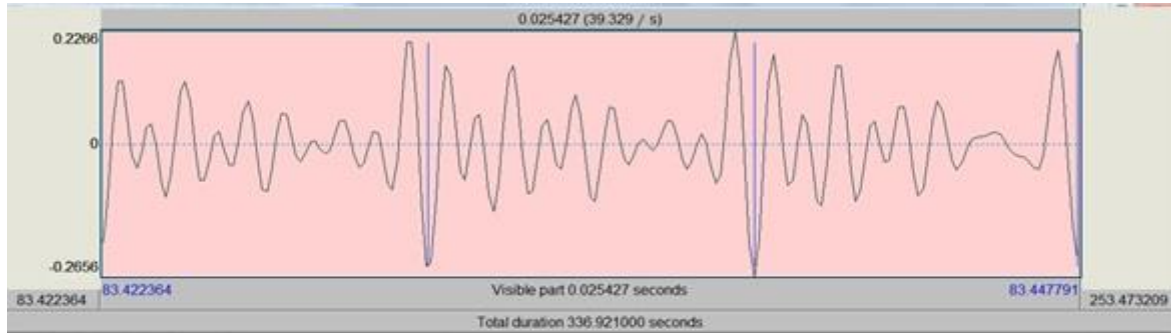 0.025427 (39.329 / s)
0.2266
0
-0.2656
83.422364 Visible part 0.025427 seconds 83.447791
83.422364 253.473209
Total duration 336.921000 seconds